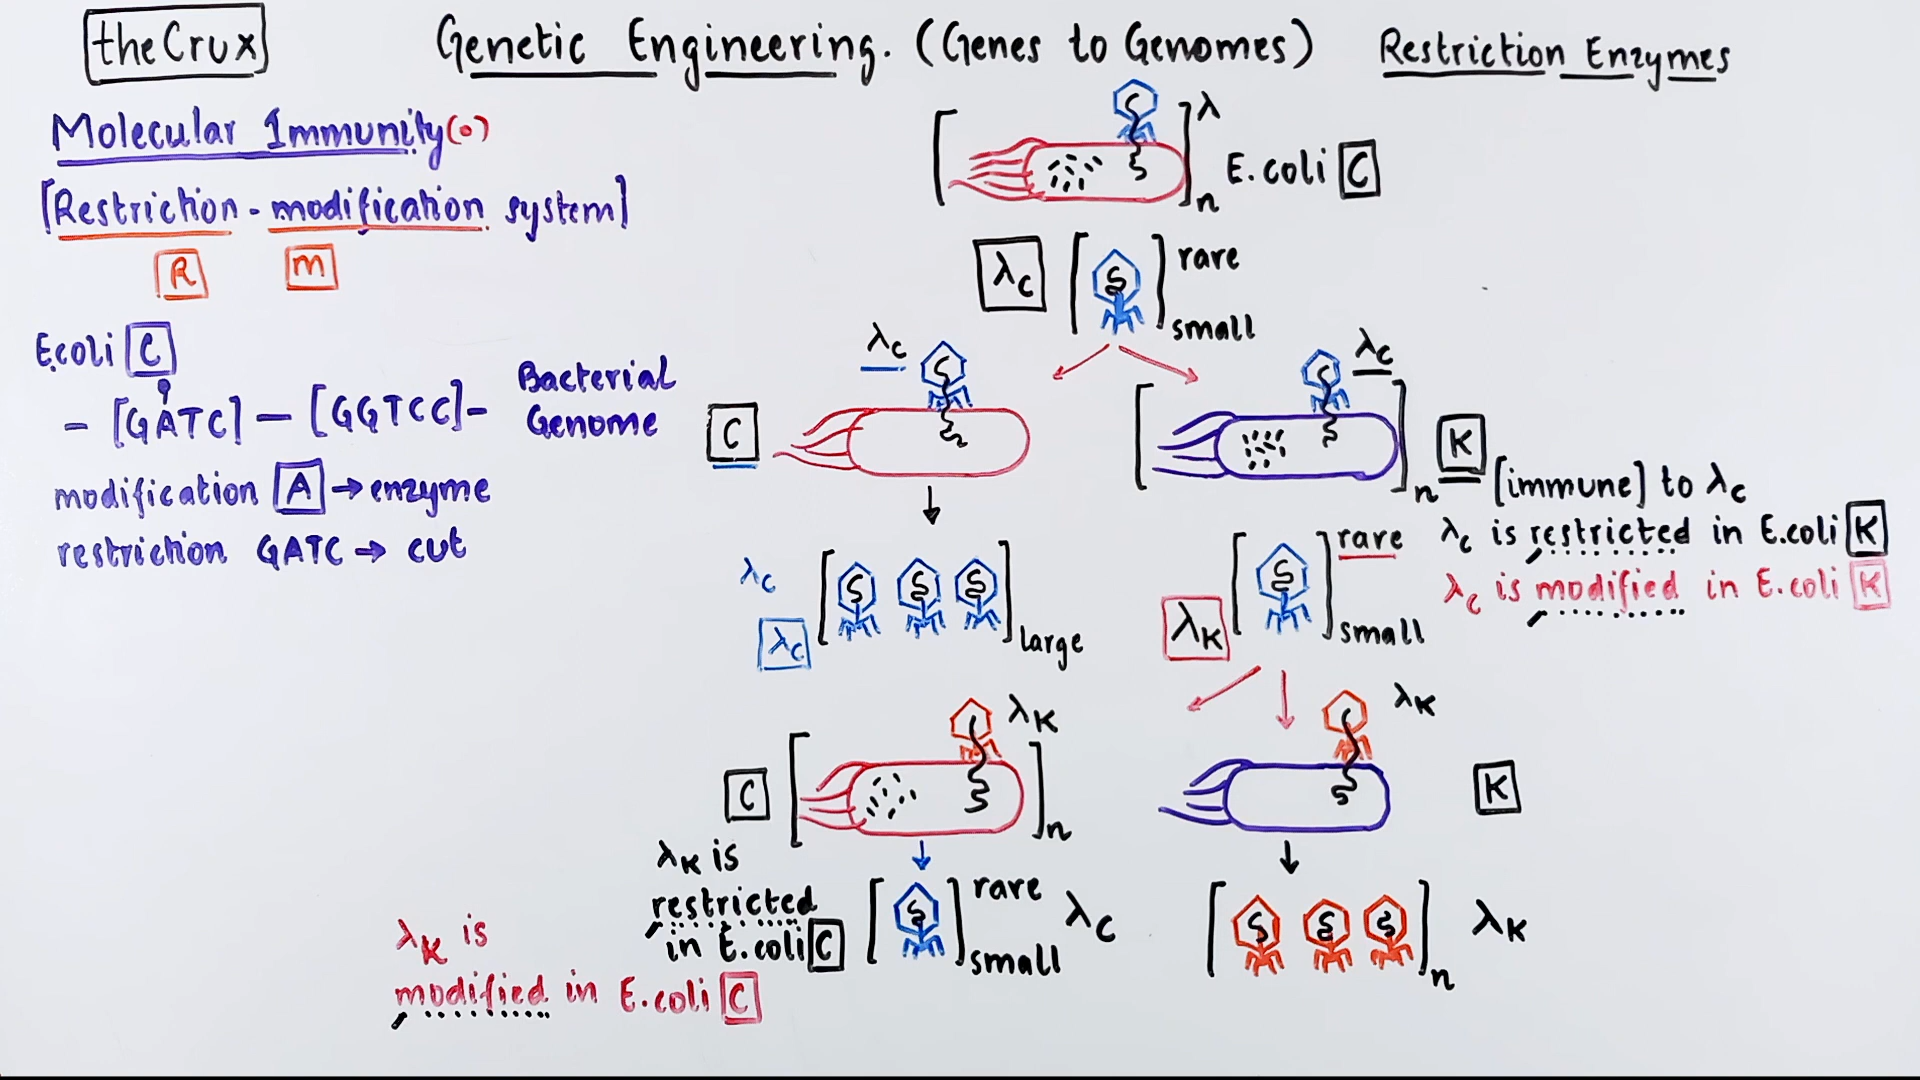 theCrux
Genetic Engineering. (Genes to Genomes) Restriction Enzymes
Molecular Immunity(०)
[Restriction - modification system]
R m
E.coli C
- [GATC] - [GGTCC] -
Bacterial
Genome
modification A → enzyme
restriction GATC → cut
λ
n
E.coli C
λc
rare
small
λc
C
λc
n
K
[immune] to λc
λc is restricted in E.coli K
λc is modified in E.coli K
λc
λc
large
λK
rare
small
λK
C
n
λK
K
λK is
restricted
in E.coli C
rare
small
λc
n
λK
λK is
modified in E.coli C